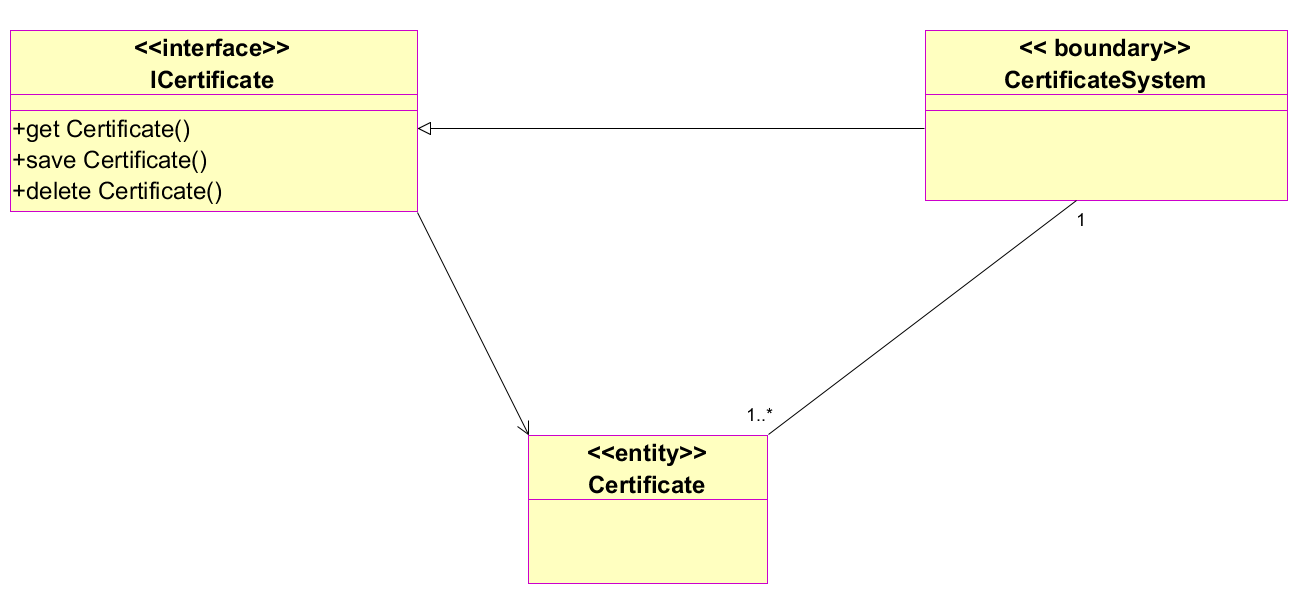 <<interface>>
ICertificate
+get Certificate()
+save Certificate()
+delete Certificate()
<< boundary>>
CertificateSystem
1
1..*
<<entity>>
Certificate